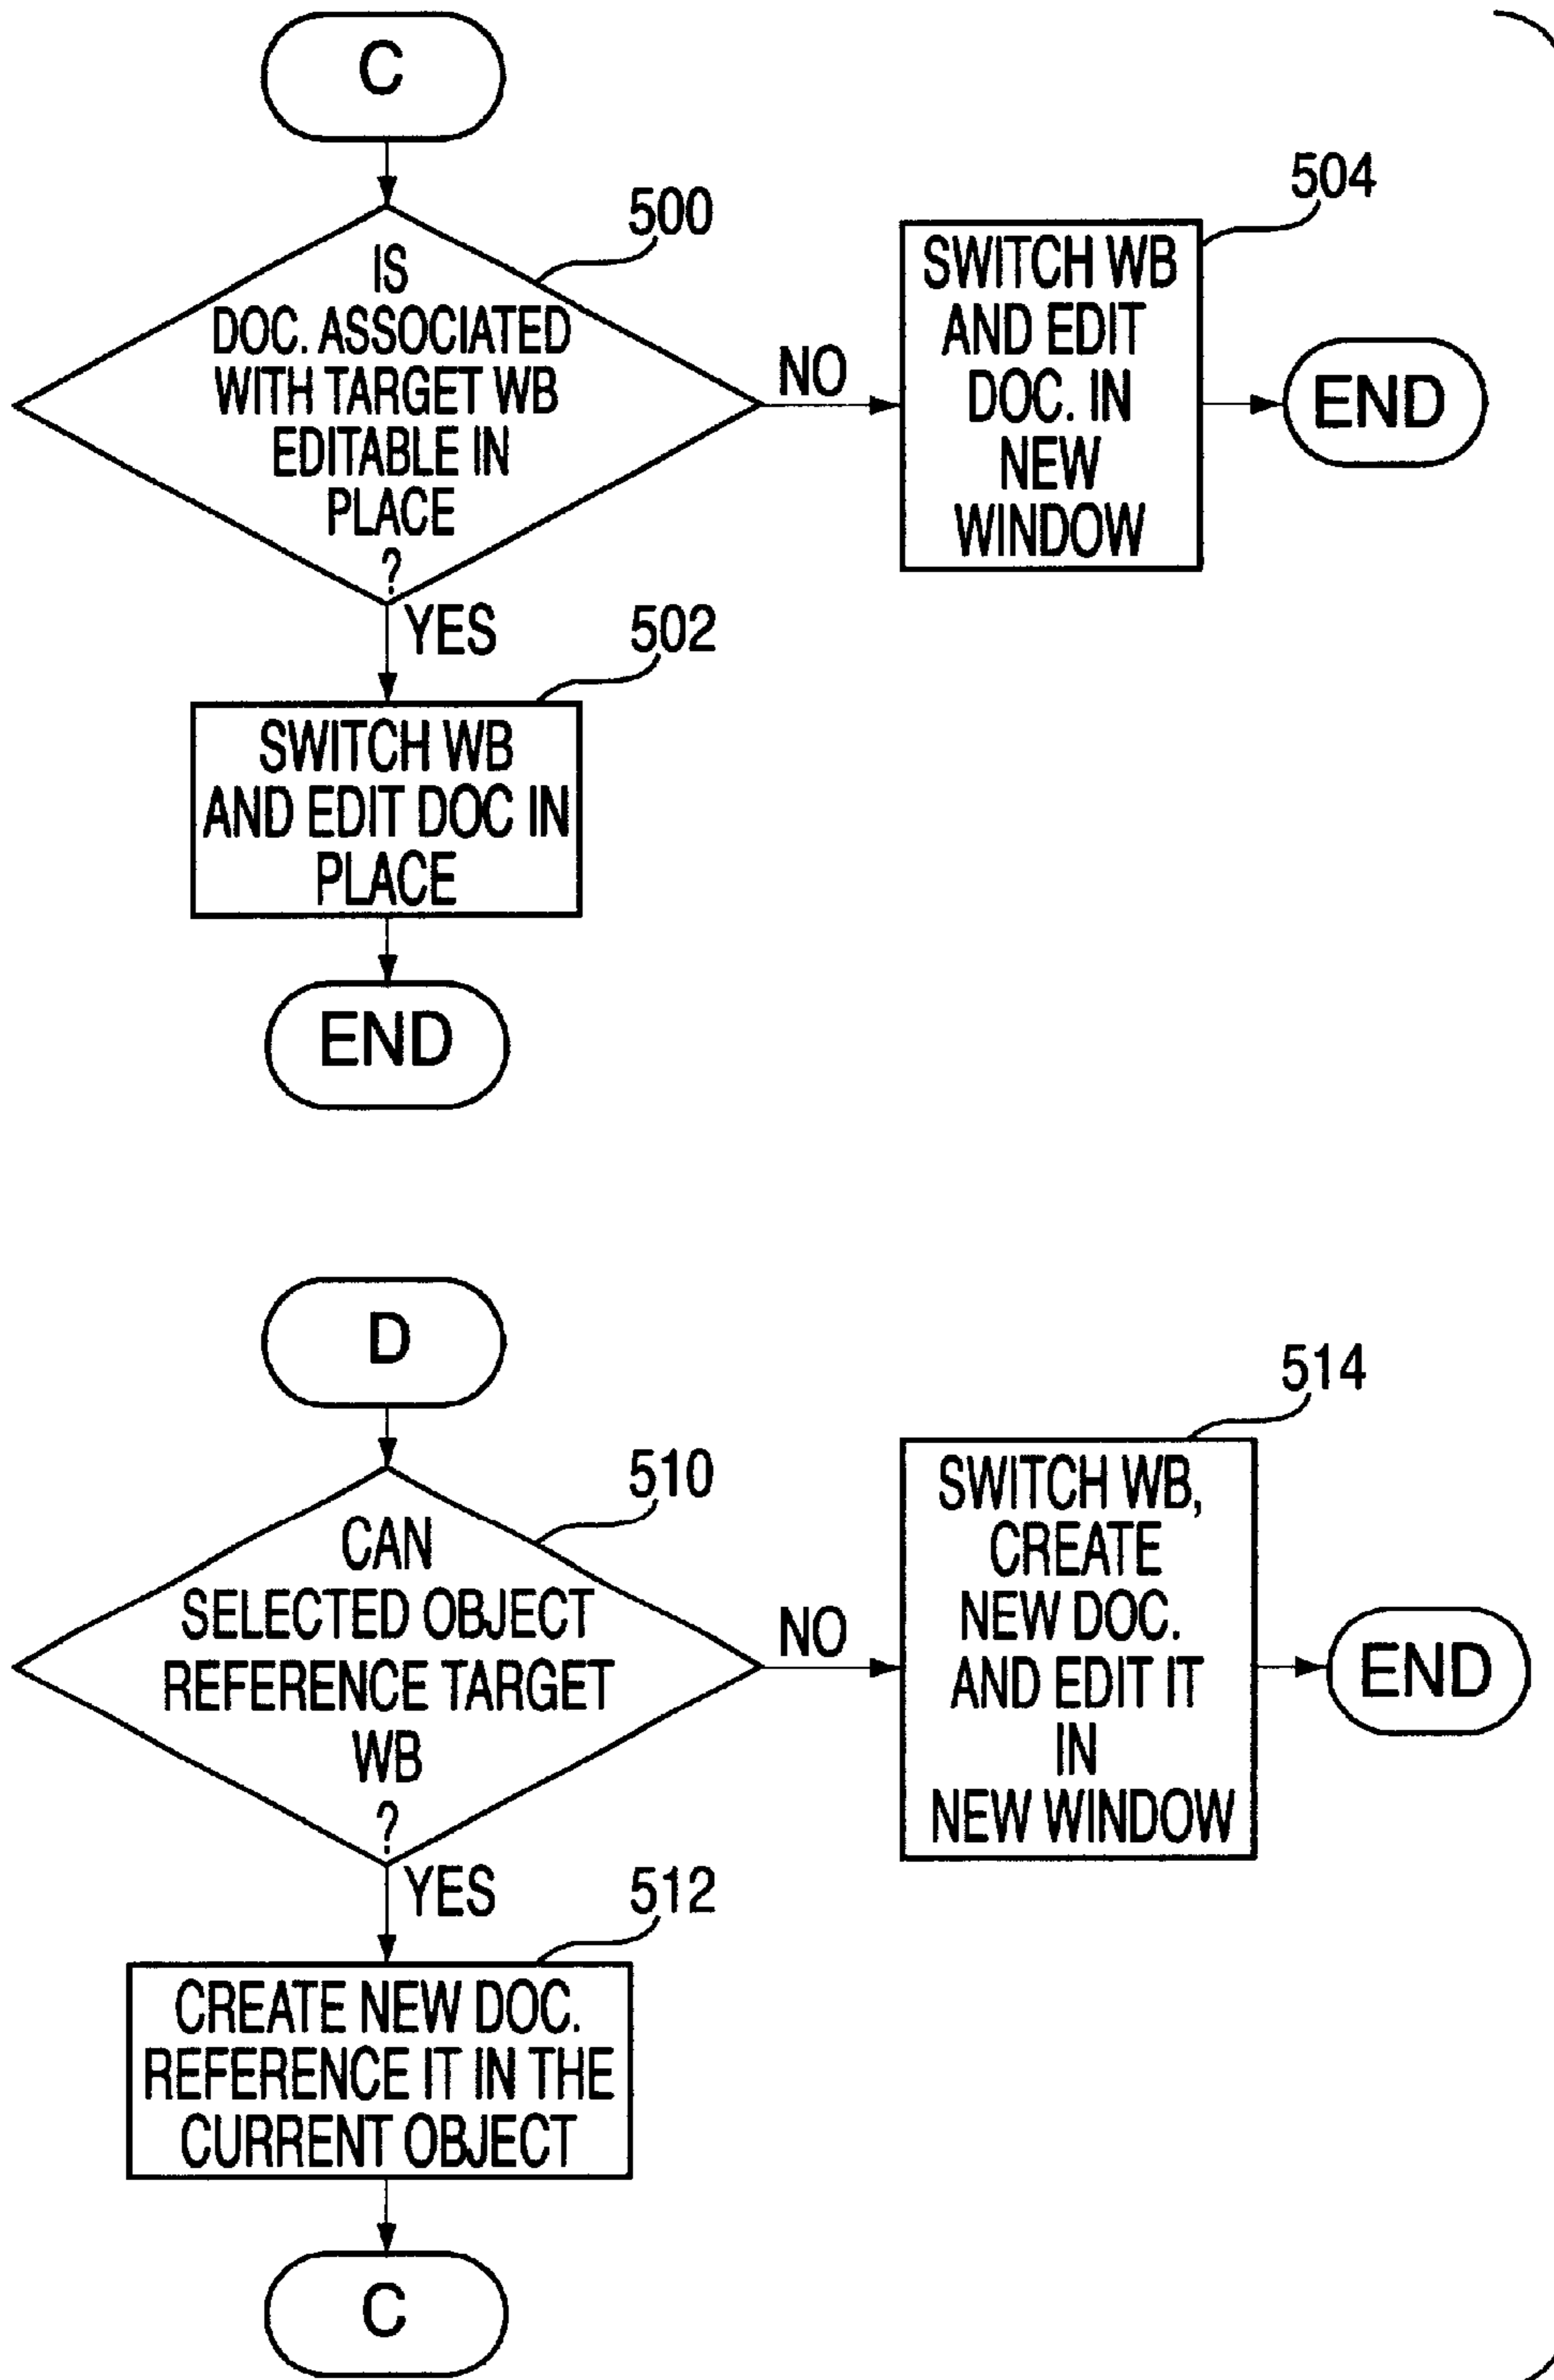 C
500
IS
DOC. ASSOCIATED
WITH TARGET WB
EDITABLE IN
PLACE
?
NO
504
SWITCH WB
AND EDIT
DOC. IN
NEW
WINDOW
END
YES
502
SWITCH WB
AND EDIT DOC IN
PLACE
END
D
510
CAN
SELECTED OBJECT
REFERENCE TARGET
WB
?
NO
514
SWITCH WB,
CREATE
NEW DOC.
AND EDIT IT
IN
NEW WINDOW
END
YES
512
CREATE NEW DOC.
REFERENCE IT IN THE
CURRENT OBJECT
C